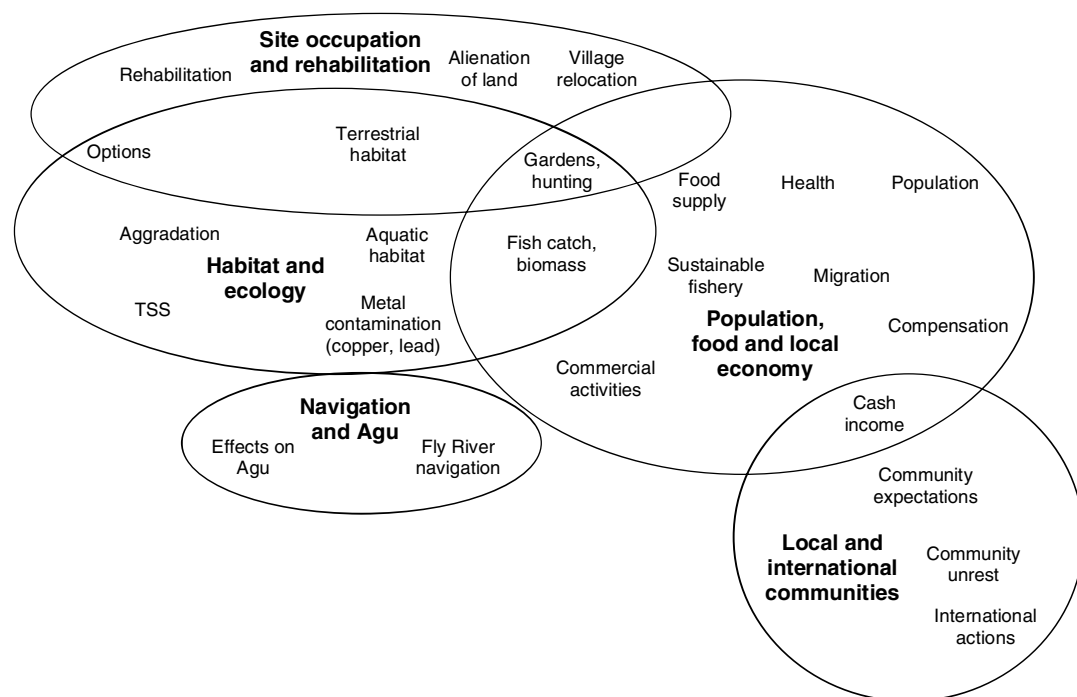 Site occupation
and rehabilitation
Rehabilitation
Alienation
of land
Village
relocation
Options
Terrestrial
habitat
Gardens,
hunting
Food
supply
Health
Population
Aggradation
Aquatic
habitat
Fish catch,
biomass
Habitat and
ecology
Sustainable
fishery
Migration
TSS
Metal
contamination
(copper, lead)
Population,
food and local
economy
Compensation
Commercial
activities
Navigation
and Agu
Effects on
Agu
Fly River
navigation
Cash
income
Community
expectations
Local and
international
communities
Community
unrest
International
actions